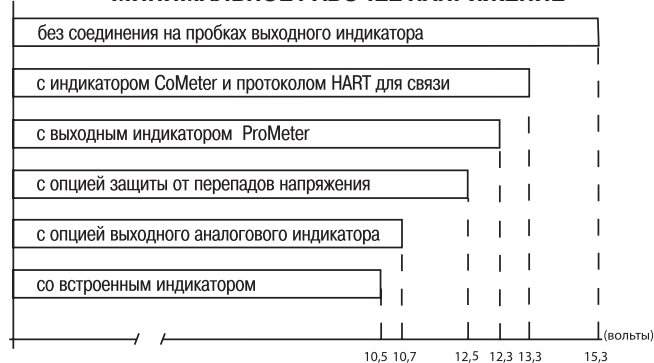 без соединения на пробках выходного индикатора
с индикатором CoMeter и протоколом HART для связи
с выходным индикатором ProMeter
с опцией защиты от перепадов напряжения
с опцией выходного аналогового индикатора
со встроенным индикатором
(вольты)
10,5 10,7 12,5 12,3 13,3 15,3